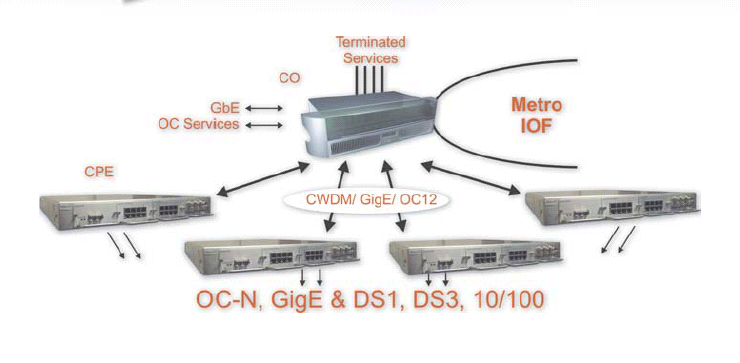 Terminated
Services
CO
GbE
OC Services
Metro
IOF
CPE
CWDM/ GigE/ OC12
OC-N, GigE & DS1, DS3, 10/100